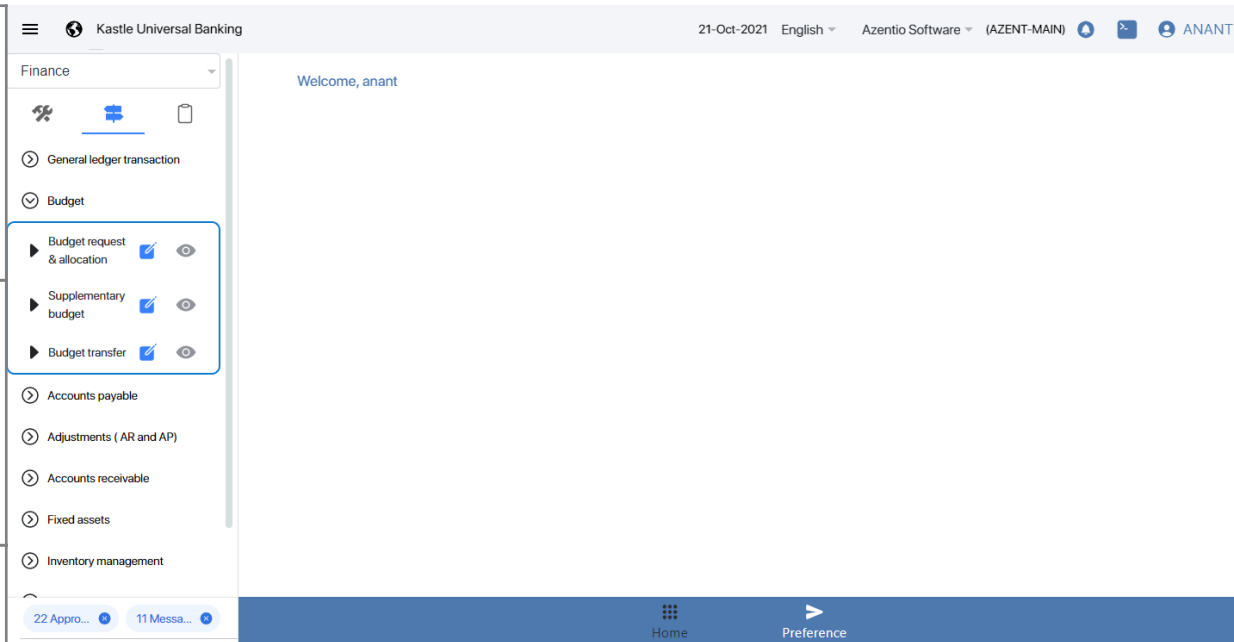 Kastle Universal Banking
21-Oct-2021 English Azentio Software (AZENT-MAIN) ANANT
Finance
Welcome, anant
General ledger transaction
Budget
Budget request
& allocation
Supplementary
budget
Budget transfer
Accounts payable
Adjustments ( AR and AP)
Accounts receivable
Fixed assets
Inventory management
22 Appro... 11 Messa...
Home
Preference